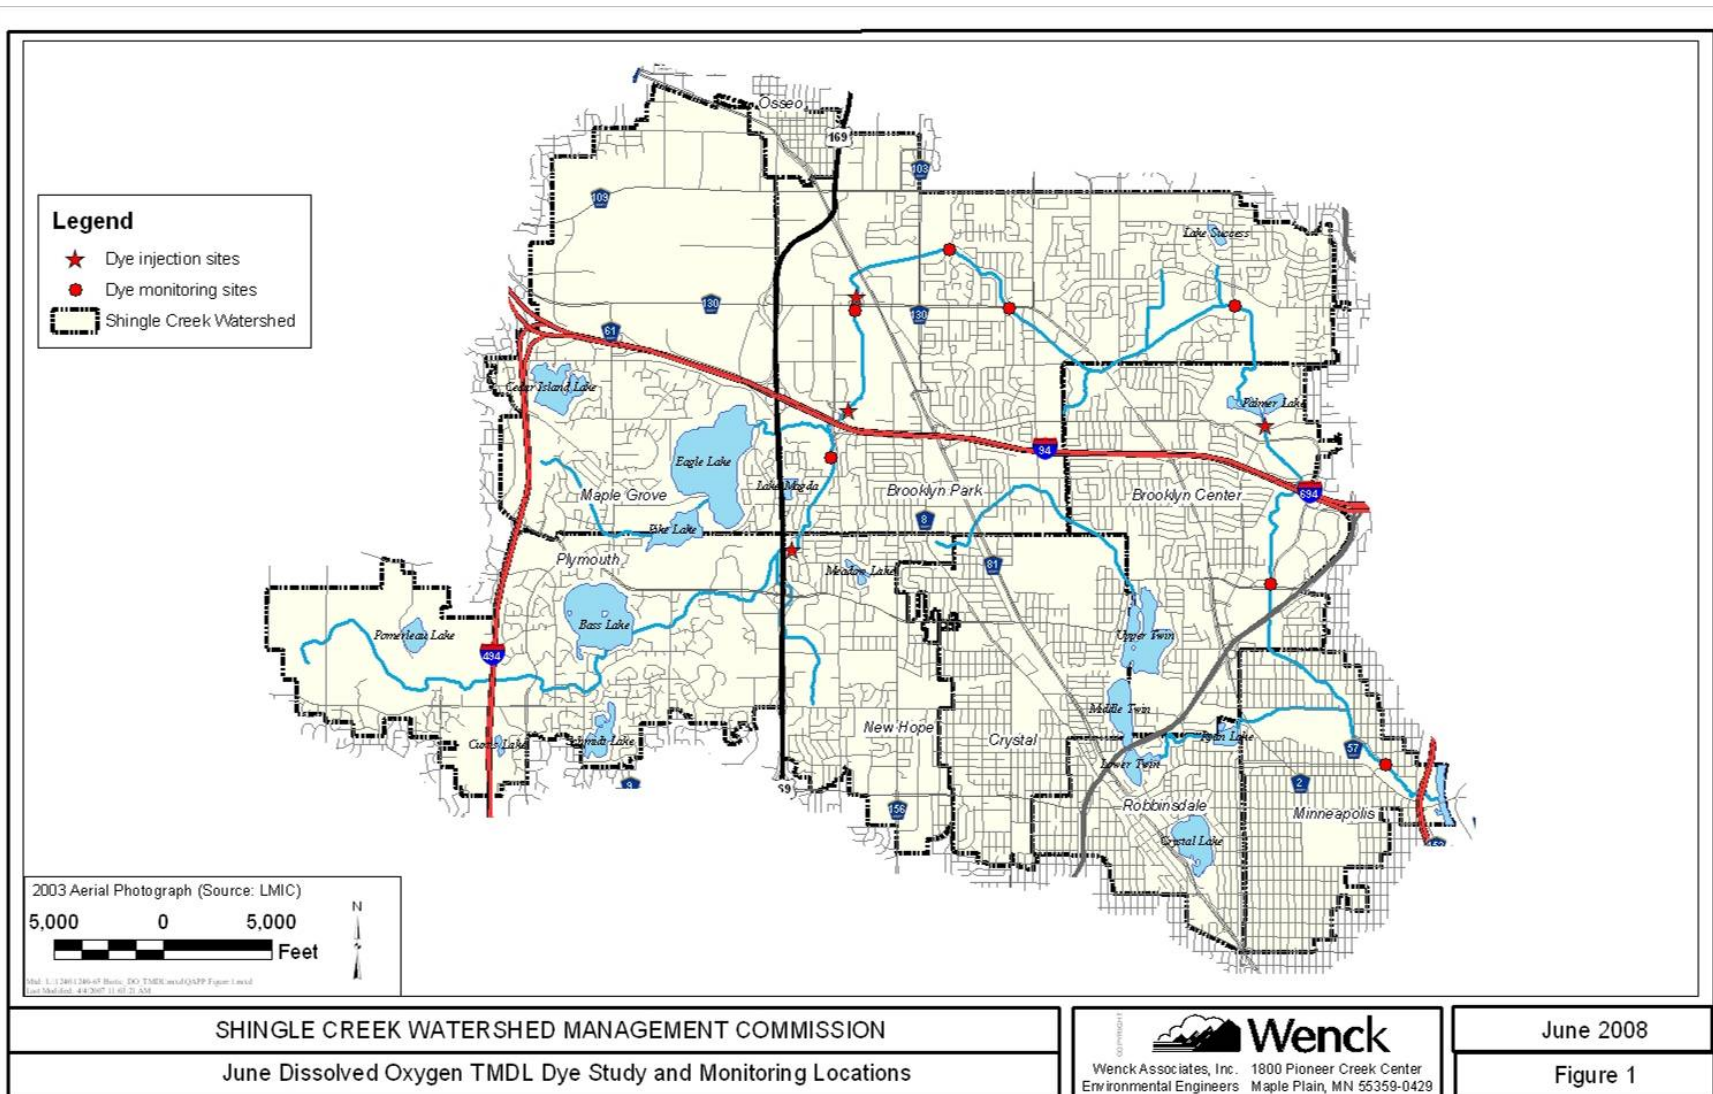 Osseo
169
103
109
Legend
Dye injection sites
Dye monitoring sites
Shingle Creek Watershed
Lake Success
130
130
61
Cedar Island Lake
Palmer Lake
94
Eagle Lake
Lake Magda
Maple Grove
Brooklyn Park
Brooklyn Center
694
8
Pike Lake
Plymouth
Meadow Lake
81
Pomerleau Lake
Bass Lake
Upper Twin
494
Middle Twin
New Hope
Crystal
Ryan Lake
Schmidt Lake
57
Lower Twin
9
2
156
Robbinsdale
Minneapolis
Crystal Lake
2003 Aerial Photograph (Source: LMIC)
5,000 0 5,000
Feet
N
SHINGLE CREEK WATERSHED MANAGEMENT COMMISSION
June Dissolved Oxygen TMDL Dye Study and Monitoring Locations
Wenck
Wenck Associates, Inc. 1800 Pioneer Creek Center
Environmental Engineers Maple Plain, MN 55359-0429
June 2008
Figure 1